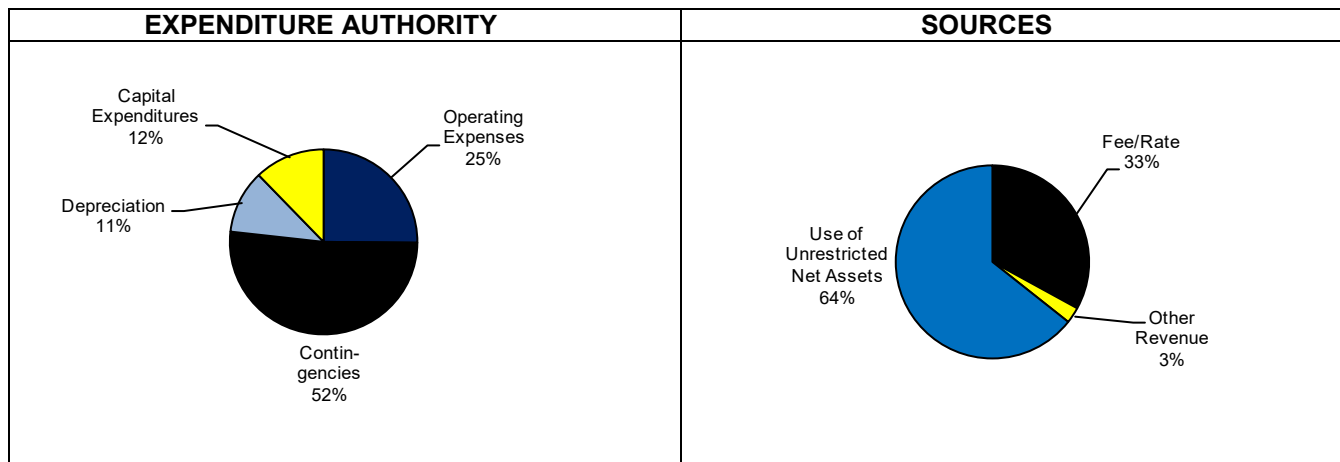 EXPENDITURE AUTHORITY
SOURCES
Capital
Expenditures
12%
Operating
Expenses
25%
Depreciation
11%
Contin-
gencies
52%
Fee/Rate
33%
Use of
Unrestricted
Net Assets
64%
Other
Revenue
3%